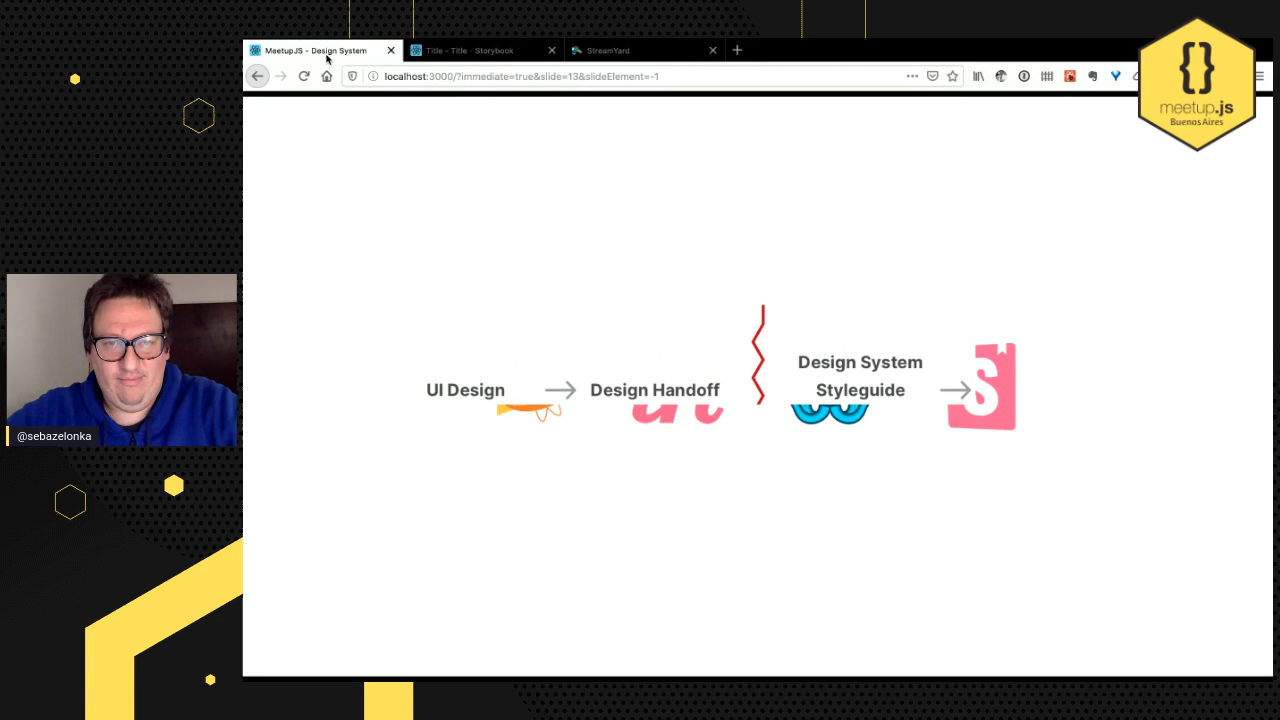 MeetupJS - Design System
Title - Title · Storybook
StreamYard
localhost:3000/?immediate=true&slide=13&slideElement=-1
{}
meetup.js
Buenos Aires
Design System
UI Design
Design Handoff
Styleguide
S
@sebazelonka